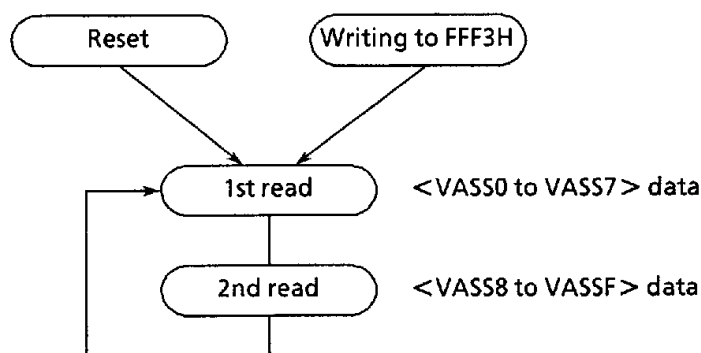 Reset
Writing to FFF3H
1st read
<VASS0 to VASS7> data
2nd read
<VASS8 to VASSF> data